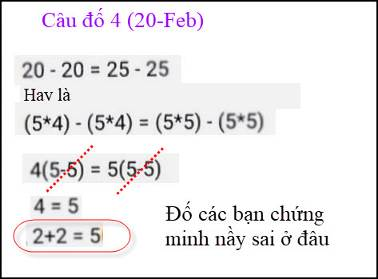 Câu đố 4 (20-Feb)
20 - 20 = 25 - 25
Hav là
(5*4) - (5*4) = (5*5) - (5*5)
4(5-5) = 5(5-5)
4 = 5
2+2 = 5
Đố các bạn chứng
minh nầy sai ở đâu